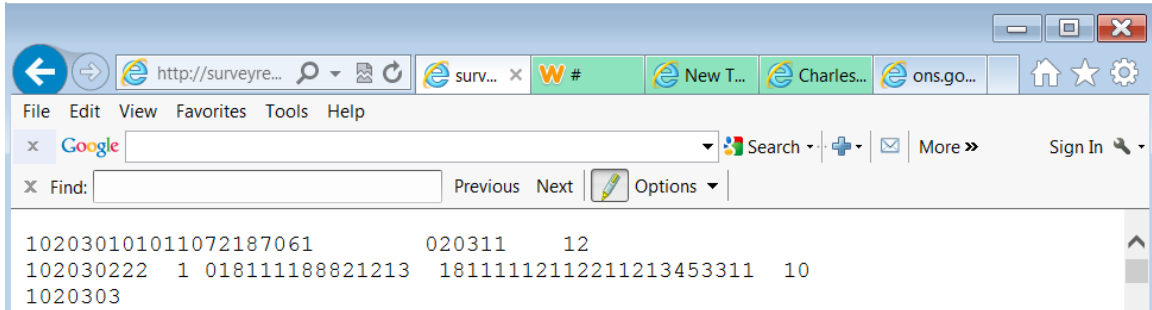 http://surveyre... surv... W # New T... Charles... ons.go...
File Edit View Favorites Tools Help
x Google Search More » Sign In
X Find: Previous Next Options
102030101011072187061 020311 12
102030222 1 018111188821213 18111112112211213453311 10
1020303